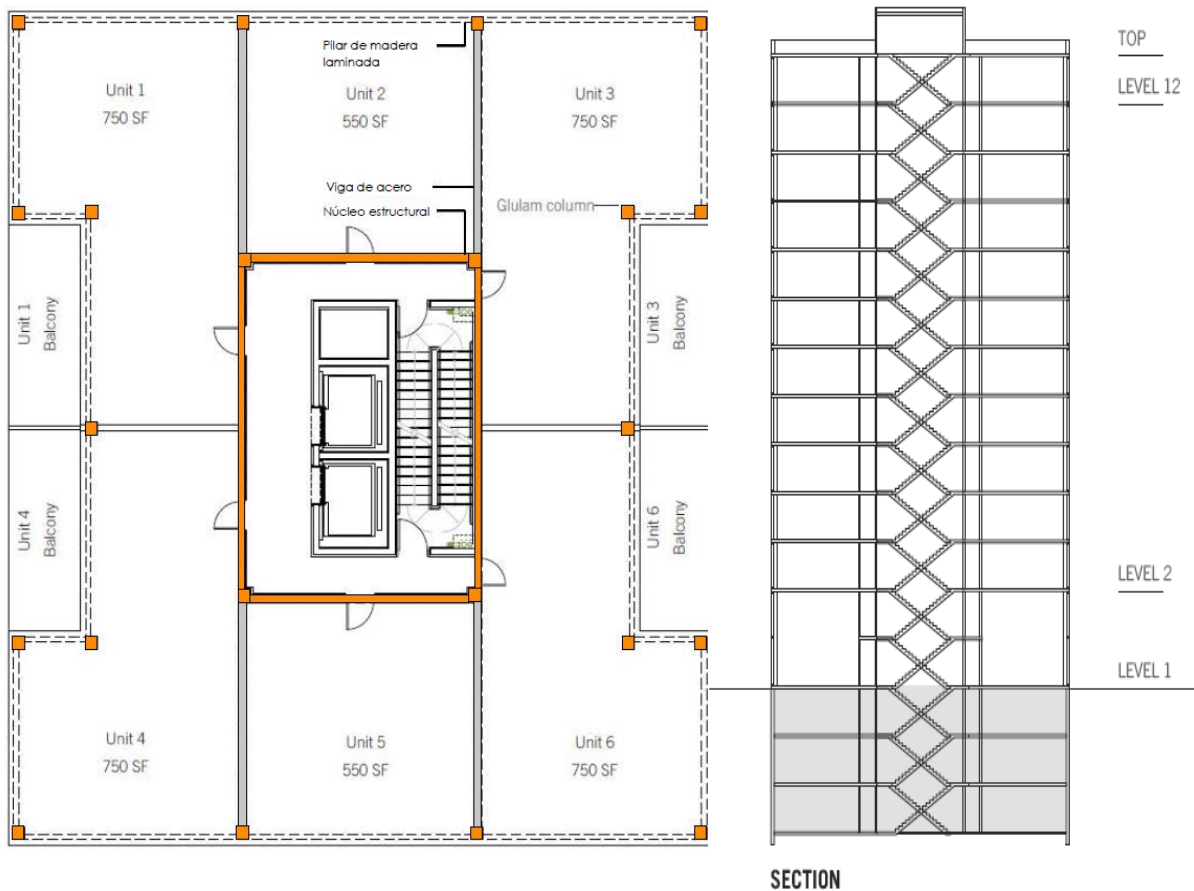 Pilar de madera
laminada
Unit 1
750 SF
Unit 2
550 SF
Unit 3
750 SF
Viga de acero
Núcleo estructural
Glulam column
Unit 1
Balcony
Unit 3
Balcony
Unit 4
Balcony
Unit 6
Balcony
Unit 4
750 SF
Unit 5
550 SF
Unit 6
750 SF
TOP
LEVEL 12
LEVEL 2
LEVEL 1
SECTION